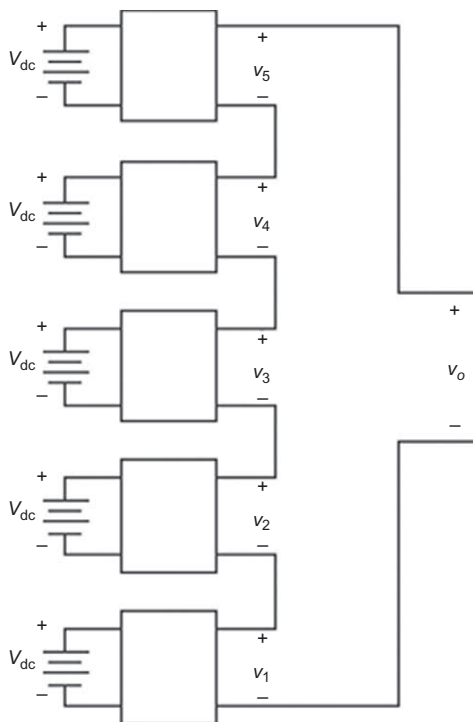 + +
V_dc v_5
– –
+ +
V_dc v_4
– –
+ +
V_dc v_3
– –
+
v_o
–
+ +
V_dc v_2
– –
+ +
V_dc v_1
– –